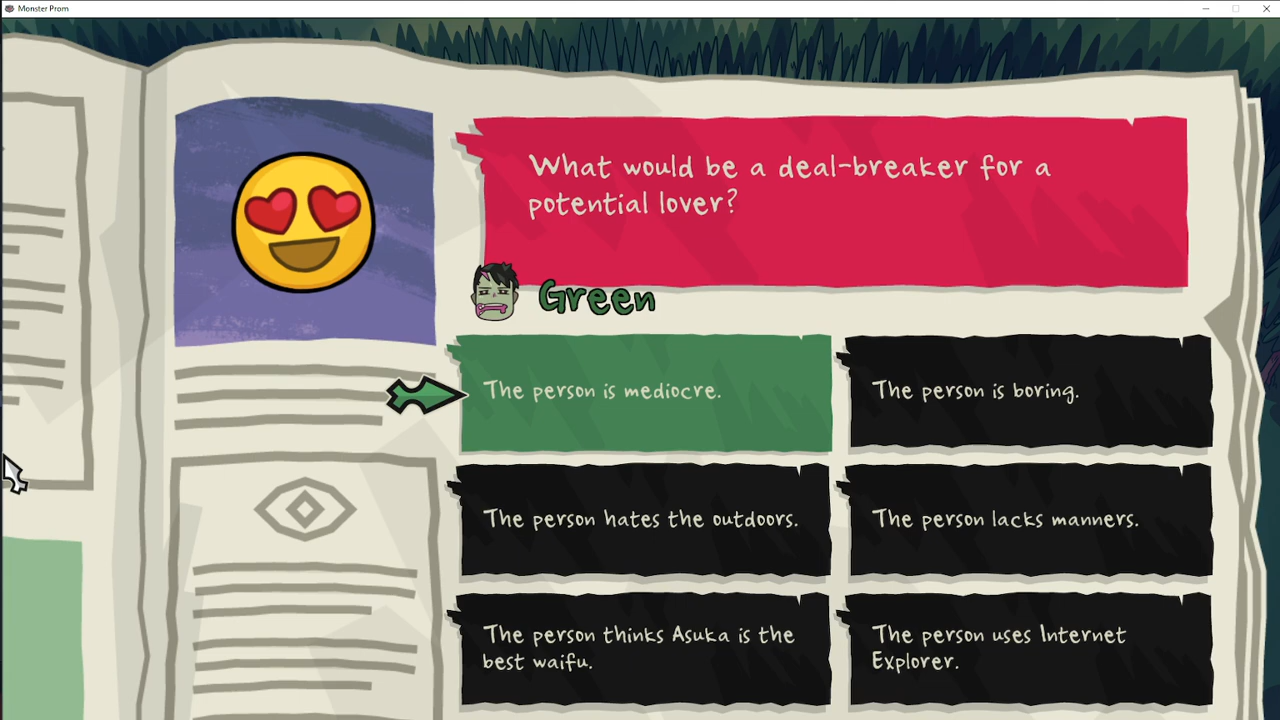 Monster Prom
What would be a deal-breaker for a
potential lover?
Green
The person is mediocre.
The person is boring.
The person hates the outdoors.
The person lacks manners.
The person thinks Asuka is the
best waifu.
The person uses Internet
Explorer.